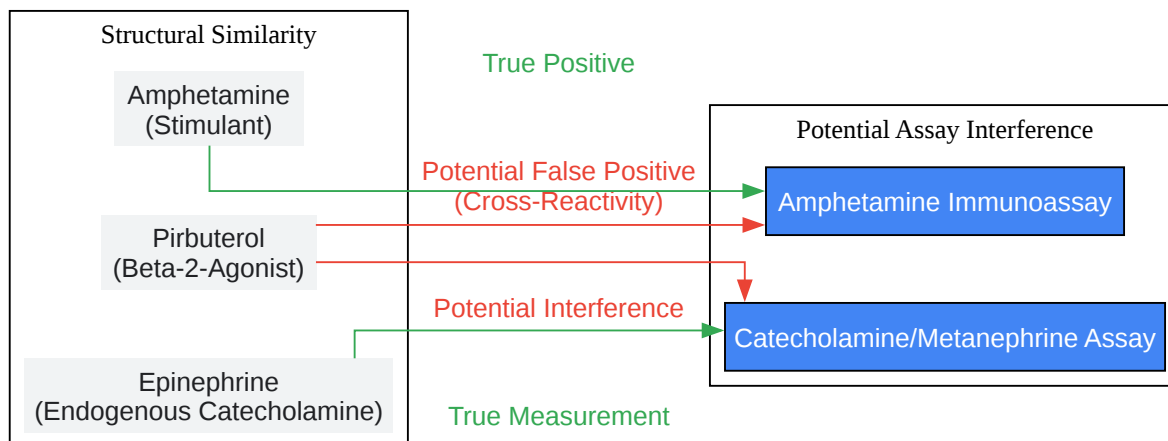 Structural Similarity
Amphetamine
(Stimulant)
Pirbuterol
(Beta-2-Agonist)
Epinephrine
(Endogenous Catecholamine)
True Positive
Potential False Positive
(Cross-Reactivity)
Potential Interference
True Measurement
Potential Assay Interference
Amphetamine Immunoassay
Catecholamine/Metanephrine Assay